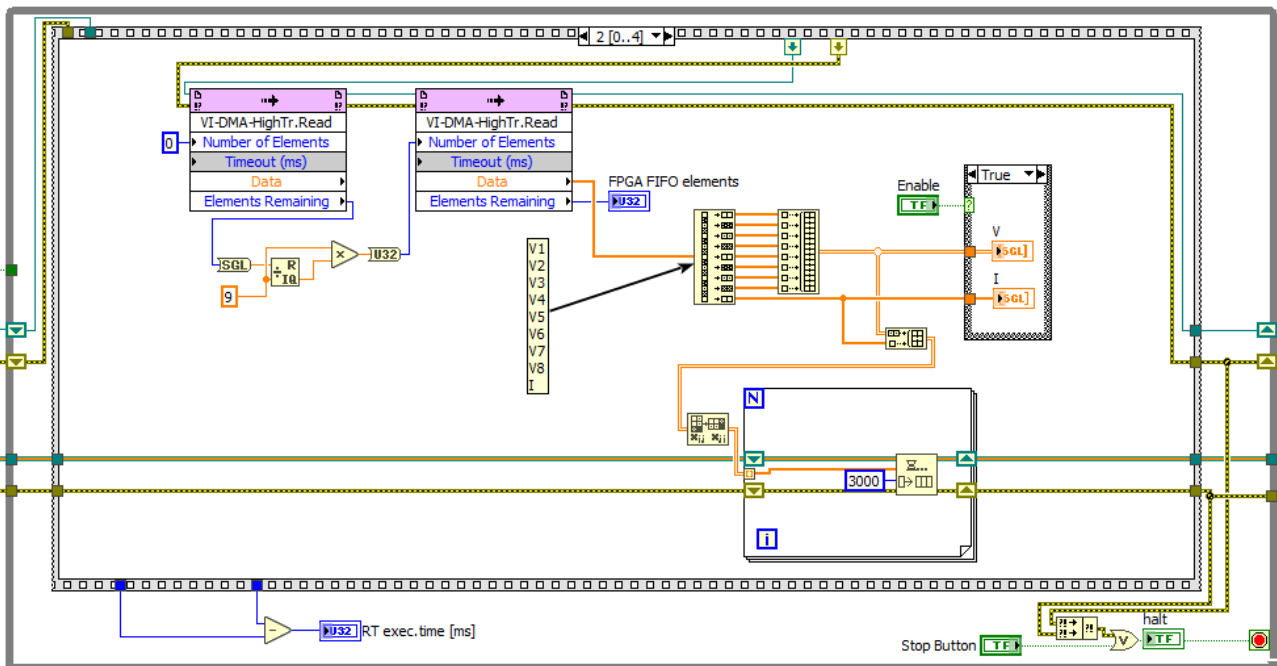 2 [0..4]
VI-DMA-HighTr.Read
Number of Elements
Timeout (ms)
Data
Elements Remaining
0
VI-DMA-HighTr.Read
Number of Elements
Timeout (ms)
Data
Elements Remaining
FPGA FIFO elements
U32
Enable
TF
True
?
V
SGL]
I
SGL]
SGL
R
IQ
U32
9
V1
V2
V3
V4
V5
V6
V7
V8
I
N
3000
i
U32
RT exec.time [ms]
Stop Button
TF
V
halt
TF